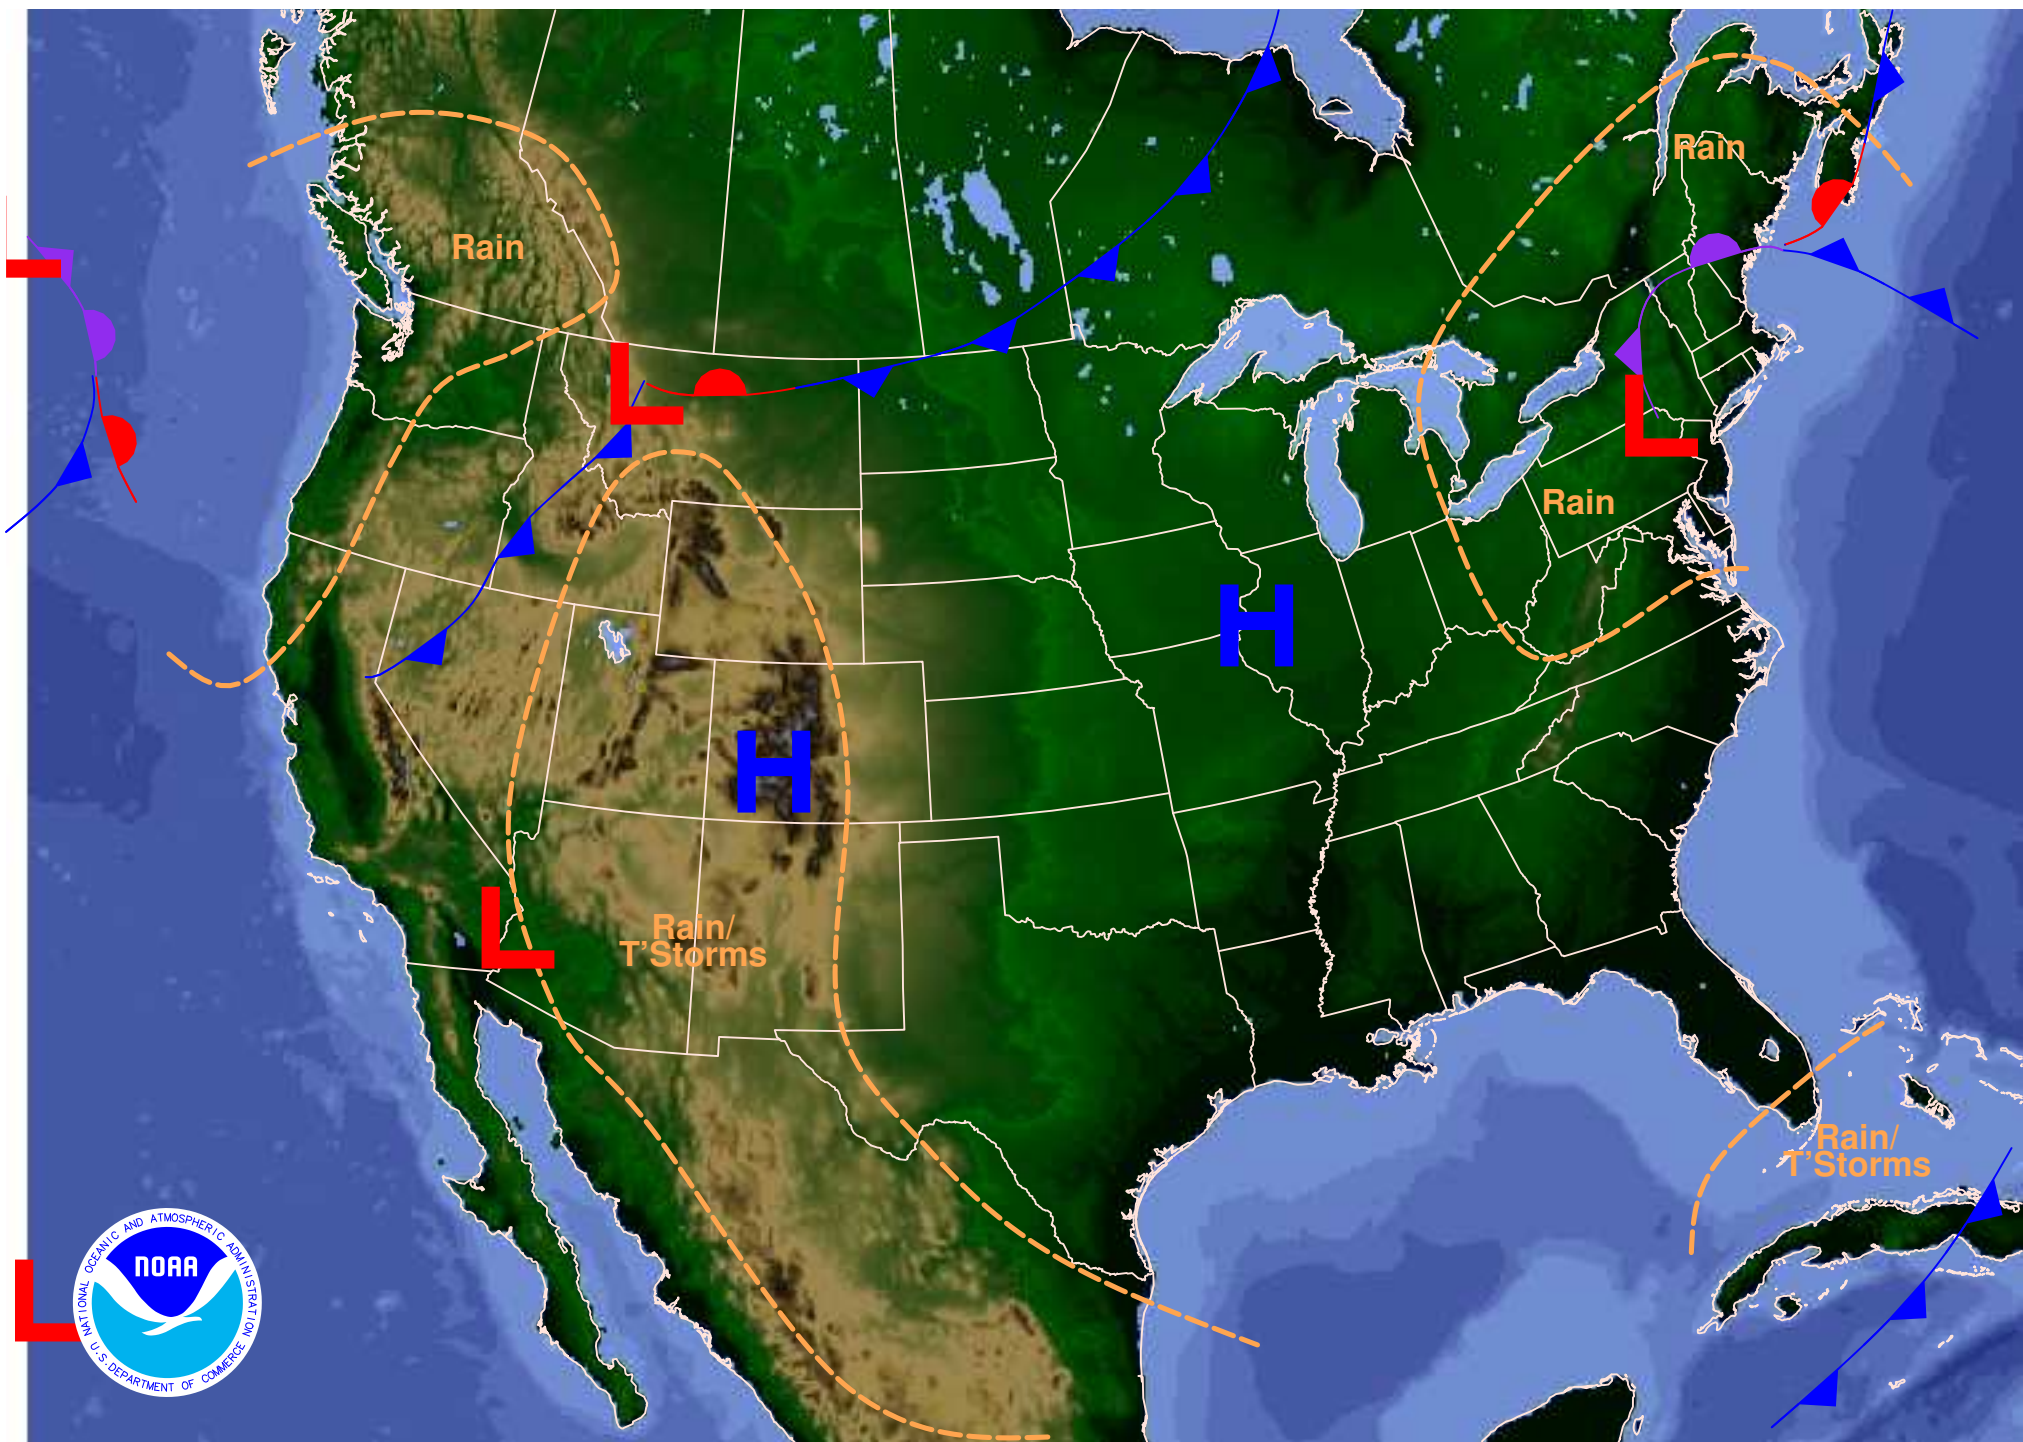 Rain
Rain
L
L
L
Rain
H
H
L
Rain/
T'Storms
Rain/
T'Storms
L
NATIONAL OCEANIC AND ATMOSPHERIC ADMINISTRATION
NOAA
U.S. DEPARTMENT OF COMMERCE